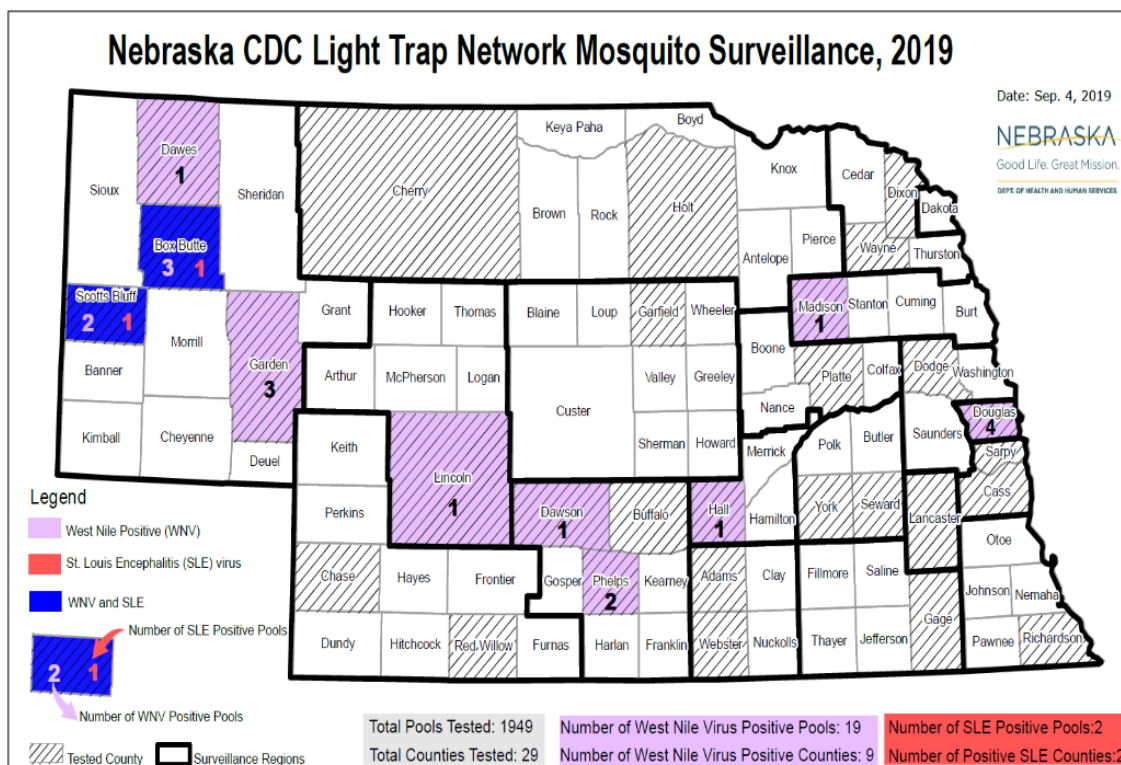 Nebraska CDC Light Trap Network Mosquito Surveillance, 2019
Date: Sep. 4, 2019
NEBRASKA
Good Life. Great Mission.
DEPT. OF HEALTH AND HUMAN SERVICES
Sioux
Dawes
1
Sheridan
Box Butte
3 1
Scotts Bluff
2 1
Morrill
Banner
Kimball
Cheyenne
Garden
3
Deuel
Grant
Cherry
Keya Paha
Boyd
Brown
Rock
Holt
Knox
Antelope
Pierce
Cedar
Dixon
Dakota
Wayne
Thurston
Hooker
Thomas
Arthur
McPherson
Logan
Blaine
Loup
Garfield
Wheeler
Custer
Valley
Greeley
Sherman
Howard
Boone
Nance
Madison
1
Stanton
Cuming
Burt
Platte
Colfax
Dodge
Washington
Douglas
4
Saunders
Sarpy
Cass
Keith
Perkins
Lincoln
1
Chase
Hayes
Frontier
Dundy
Hitchcock
Red Willow
Furnas
Dawson
1
Buffalo
Gosper
Phelps
2
Kearney
Harlan
Franklin
Hall
1
Merrick
Hamilton
Adams
Clay
Webster
Nuckolls
Polk
Butler
York
Seward
Lancaster
Fillmore
Saline
Thayer
Jefferson
Gage
Otoe
Johnson
Nemaha
Pawnee
Richardson
Legend
West Nile Positive (WNV)
St. Louis Encephalitis (SLE) virus
WNV and SLE
Number of SLE Positive Pools
2 1
Number of WNV Positive Pools
Tested County
Surveillance Regions
Total Pools Tested: 1949
Total Counties Tested: 29
Number of West Nile Virus Positive Pools: 19
Number of West Nile Virus Positive Counties: 9
Number of SLE Positive Pools:2
Number of Positive SLE Counties:2